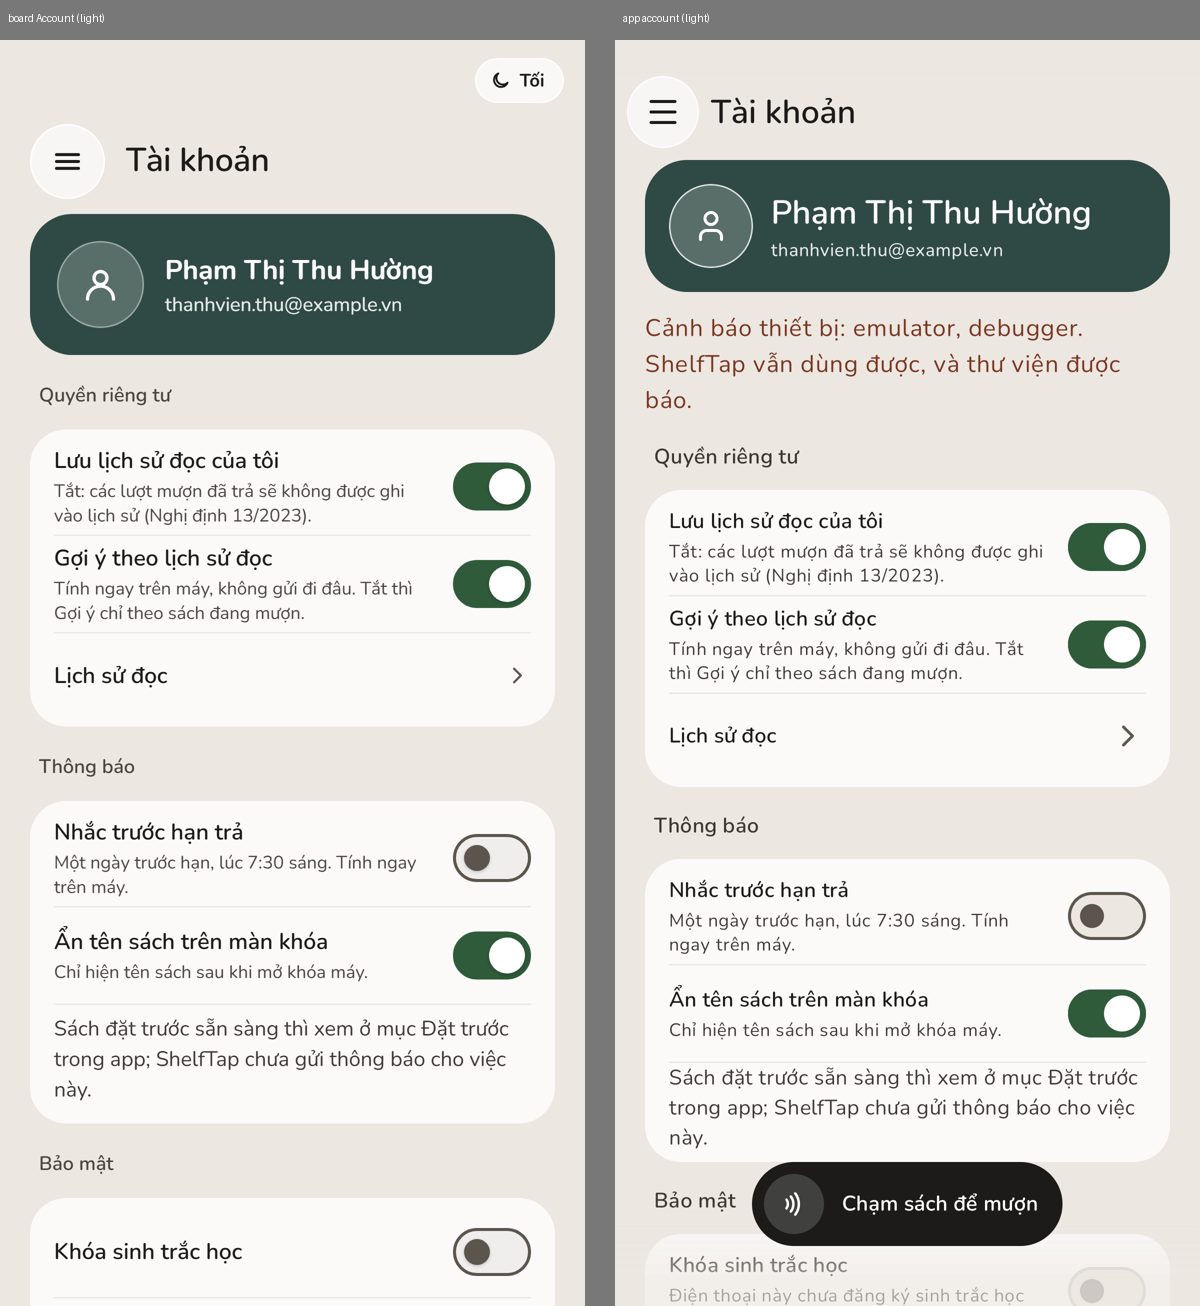 board Account (light)
Tối
Tài khoản
Phạm Thị Thu Hường
thanhvien.thu@example.vn
Quyền riêng tư
Lưu lịch sử đọc của tôi
Tắt: các lượt mượn đã trả sẽ không được ghi
vào lịch sử (Nghị định 13/2023).
Gợi ý theo lịch sử đọc
Tính ngay trên máy, không gửi đi đâu. Tắt thì
Gợi ý chỉ theo sách đang mượn.
Lịch sử đọc
Thông báo
Nhắc trước hạn trả
Một ngày trước hạn, lúc 7:30 sáng. Tính ngay
trên máy.
Ẩn tên sách trên màn khóa
Chỉ hiện tên sách sau khi mở khóa máy.
Sách đặt trước sẵn sàng thì xem ở mục Đặt trước
trong app; ShelfTap chưa gửi thông báo cho việc
này.
Bảo mật
Khóa sinh trắc học
app account (light)
Tài khoản
Phạm Thị Thu Hường
thanhvien.thu@example.vn
Cảnh báo thiết bị: emulator, debugger.
ShelfTap vẫn dùng được, và thư viện được
báo.
Quyền riêng tư
Lưu lịch sử đọc của tôi
Tắt: các lượt mượn đã trả sẽ không được ghi
vào lịch sử (Nghị định 13/2023).
Gợi ý theo lịch sử đọc
Tính ngay trên máy, không gửi đi đâu. Tắt
thì Gợi ý chỉ theo sách đang mượn.
Lịch sử đọc
Thông báo
Nhắc trước hạn trả
Một ngày trước hạn, lúc 7:30 sáng. Tính
ngay trên máy.
Ẩn tên sách trên màn khóa
Chỉ hiện tên sách sau khi mở khóa máy.
Sách đặt trước sẵn sàng thì xem ở mục Đặt trước
trong app; ShelfTap chưa gửi thông báo cho việc
này.
Bảo mật
Chạm sách để mượn
Khóa sinh trắc học
Điện thoại này chưa đăng ký sinh trắc học